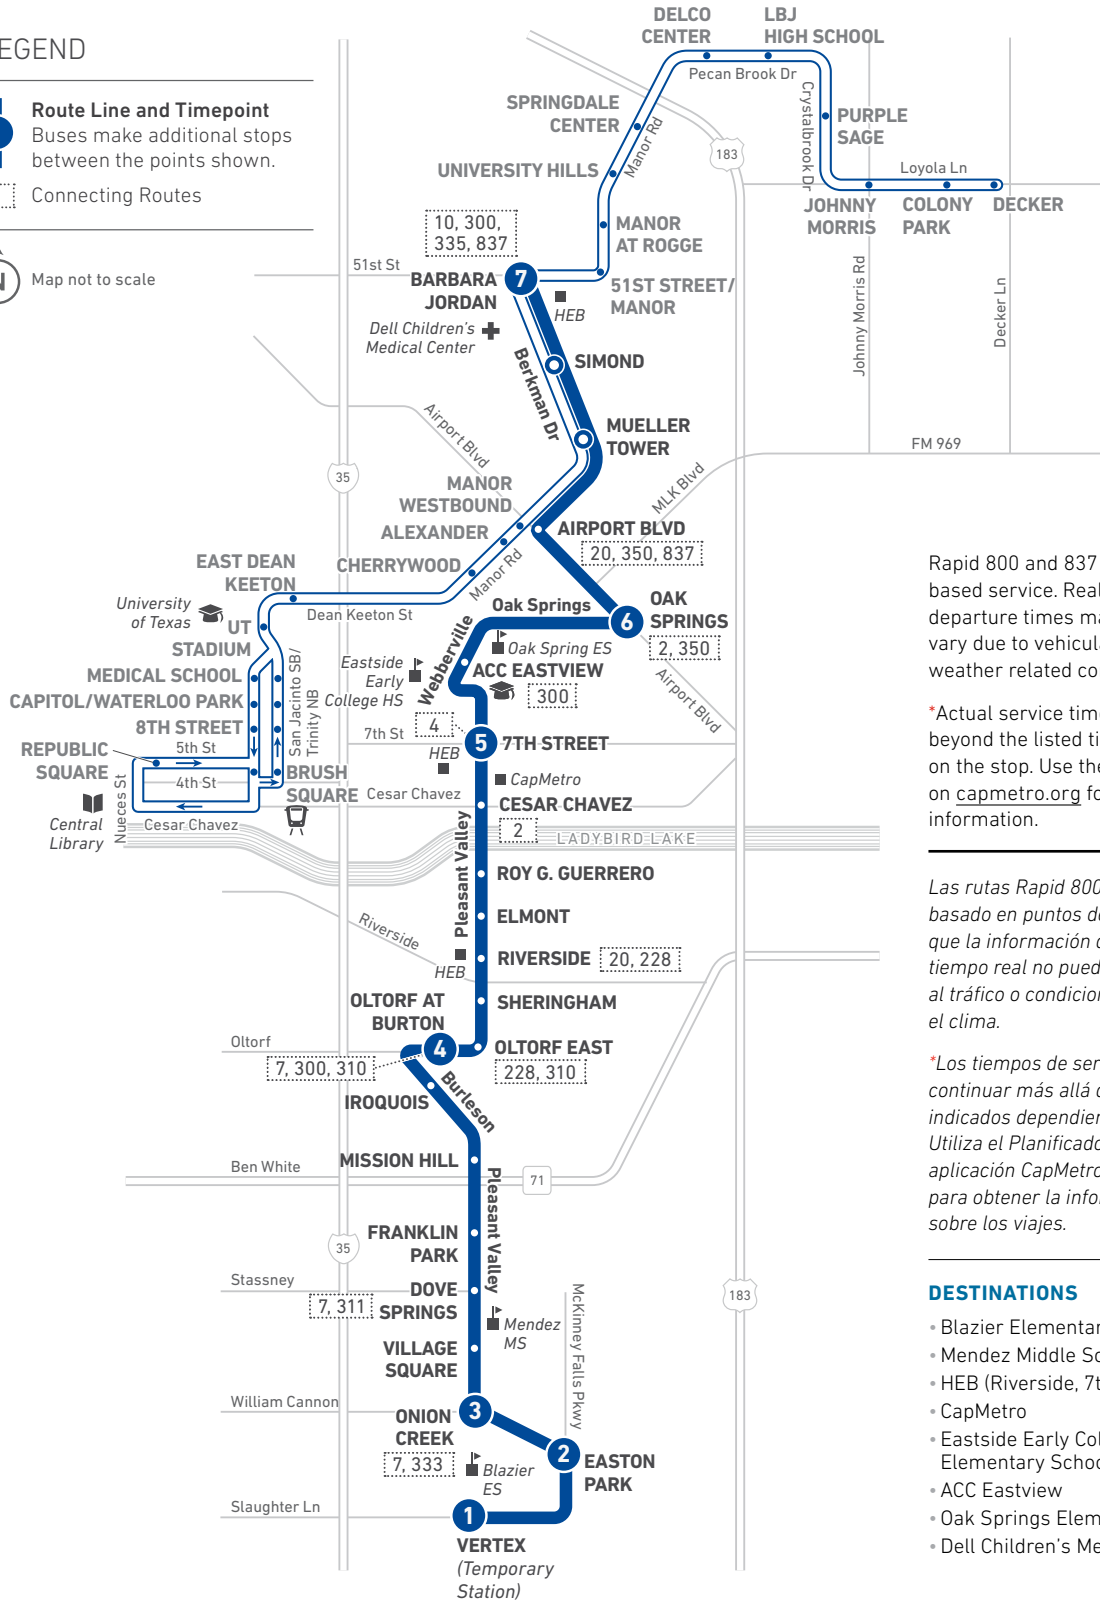 EGEND
Route Line and Timepoint
Buses make additional stops
between the points shown.
Connecting Routes
N
Map not to scale
DELCO
CENTER
LBJ
HIGH SCHOOL
Pecan Brook Dr
SPRINGDALE
CENTER
Manor Rd
Crystalbrook Dr
PURPLE
SAGE
183
UNIVERSITY HILLS
Loyola Ln
JOHNNY
MORRIS
COLONY
PARK
DECKER
10, 300,
335, 837
MANOR
AT ROGGE
51st St
BARBARA
JORDAN
7
51ST STREET/
MANOR
HEB
Johnny Morris Rd
Decker Ln
Dell Children's
Medical Center
Berkman Dr
SIMOND
MUELLER
TOWER
Airport Blvd
FM 969
35
MANOR
WESTBOUND
MLK Blvd
ALEXANDER
AIRPORT BLVD
20, 350, 837
CHERRYWOOD
Manor Rd
EAST DEAN
KEETON
Dean Keeton St
University
of Texas
UT
STADIUM
Oak Springs
6
OAK
SPRINGS
2, 350
Webberville
Oak Spring ES
Eastside
Early
College HS
ACC EASTVIEW
300
Airport Blvd
MEDICAL SCHOOL
CAPITOL/WATERLOO PARK
8TH STREET
San Jacinto SB/
Trinity NB
4
7th St
5
7TH STREET
HEB
REPUBLIC
SQUARE
5th St
4th St
BRUSH
SQUARE
CapMetro
Cesar Chavez
CESAR CHAVEZ
2
Nueces St
Central
Library
Cesar Chavez
LADYBIRD LAKE
Pleasant Valley
ROY G. GUERRERO
ELMONT
Riverside
RIVERSIDE
20, 228
HEB
SHERINGHAM
OLTORF AT
BURTON
Oltorf
4
OLTORF EAST
228, 310
7, 300, 310
Burleson
IROQUOIS
Ben White
MISSION HILL
71
Pleasant Valley
35
FRANKLIN
PARK
Stassney
DOVE
SPRINGS
7, 311
183
Mendez
MS
McKinney Falls Pkwy
VILLAGE
SQUARE
William Cannon
3
ONION
CREEK
7, 333
2
EASTON
PARK
Blazier
ES
Slaughter Ln
1
VERTEX
(Temporary
Station)
Rapid 800 and 837
based service. Real
departure times ma
vary due to vehicula
weather related co
*Actual service time
beyond the listed ti
on the stop. Use the
on capmetro.org fo
information.
Las rutas Rapid 800
basado en puntos de
que la información d
tiempo real no pued
al tráfico o condicion
el clima.
*Los tiempos de ser
continuar más allá d
indicados dependien
Utiliza el Planificado
aplicación CapMetro
para obtener la info
sobre los viajes.
DESTINATIONS
• Blazier Elementar
• Mendez Middle Sc
• HEB (Riverside, 7t
• CapMetro
• Eastside Early Col
Elementary Schoo
• ACC Eastview
• Oak Springs Elem
• Dell Children's Me